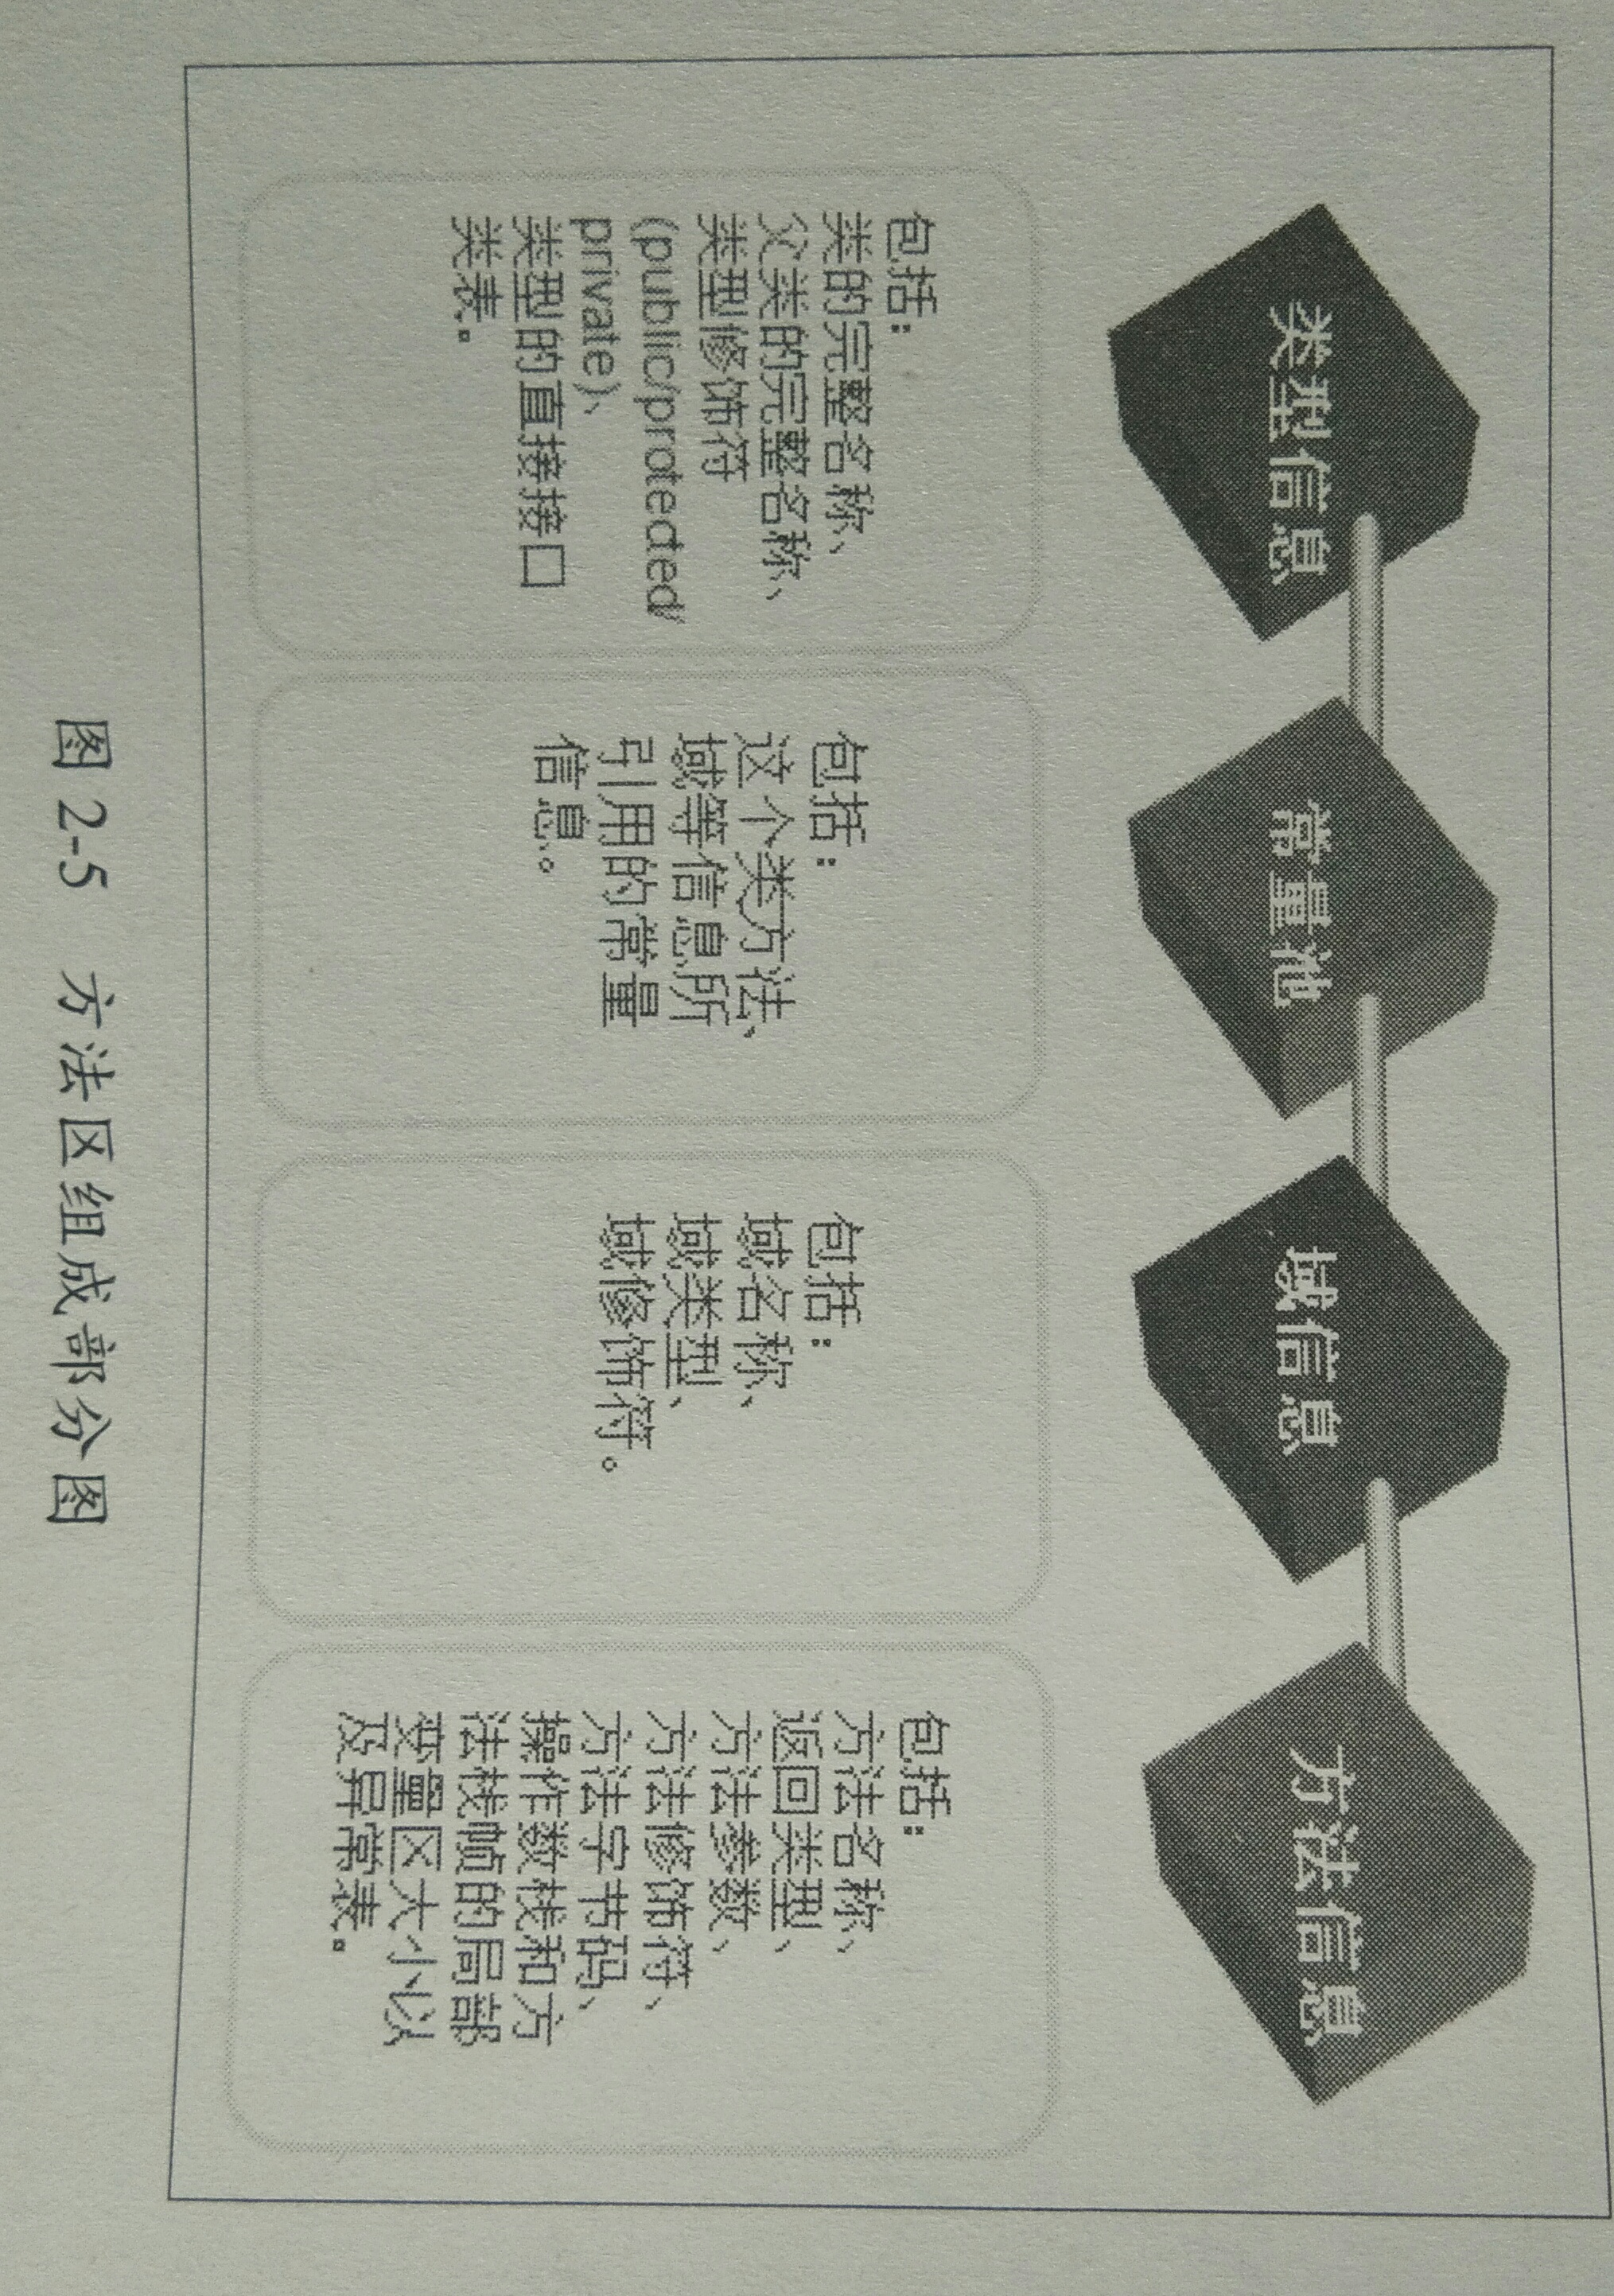 类型信息
常量池
域信息
方法信息
包括：
类的完整名称、
父类的完整名称、
类型修饰符
(public/protected/
private)、
类型的直接接口
类表。
包括：
这个类方法、
域等信息所
引用的常量
信息。
包括：
域名称、
域类型、
域修饰符。
包括：
方法名称、
返回类型、
方法参数、
方法修饰符、
方法字节码、
操作数栈和方
法栈帧的局部
变量区大小以
及异常表。
图 2-5 方法区组成部分图